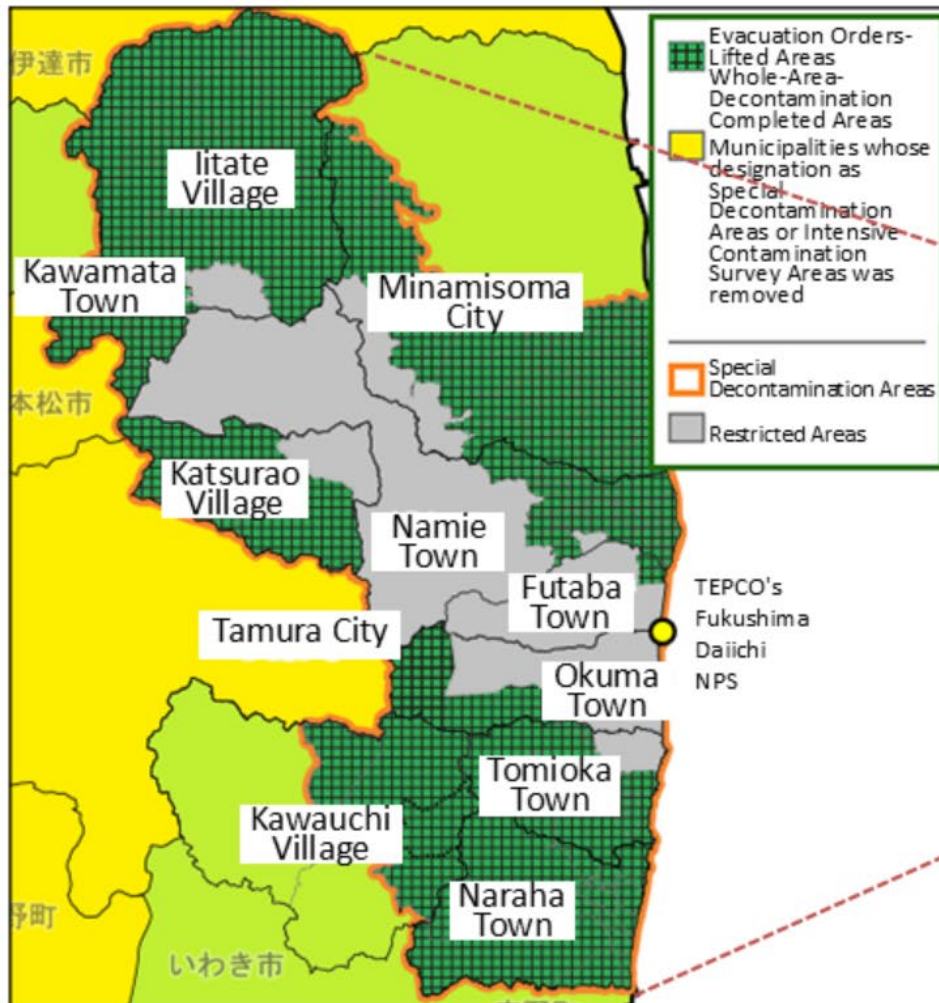 伊達市
Iitate
Village
Kawamata
Town
Minamisoma
City
本松市
Katsurao
Village
Namie
Town
Futaba
Town
Tamura City
Okuma
Town
Tomioka
Town
Kawauchi
Village
Naraha
Town
野町
いわき市
TEPCO's
Fukushima
Daiichi
NPS
Evacuation Orders-
Lifted Areas
Whole-Area-
Decontamination
Completed Areas
Municipalities whose
designation as
Special
Decontamination
Areas or Intensive
Contamination
Survey Areas was
removed
Special
Decontamination Areas
Restricted Areas